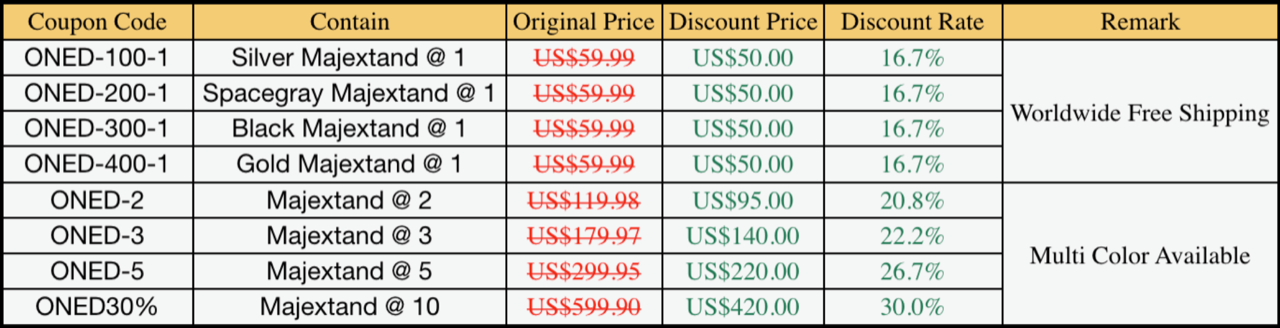 Coupon Code Contain Original Price Discount Price Discount Rate Remark
ONED-100-1 Silver Majextand @ 1 US$59.99 US$50.00 16.7%
ONED-200-1 Spacegray Majextand @ 1 US$59.99 US$50.00 16.7%
Worldwide Free Shipping
ONED-300-1 Black Majextand @ 1 US$59.99 US$50.00 16.7%
ONED-400-1 Gold Majextand @ 1 US$59.99 US$50.00 16.7%
ONED-2 Majextand @ 2 US$119.98 US$95.00 20.8%
ONED-3 Majextand @ 3 US$179.97 US$140.00 22.2%
Multi Color Available
ONED-5 Majextand @ 5 US$299.95 US$220.00 26.7%
ONED30% Majextand @ 10 US$599.90 US$420.00 30.0%